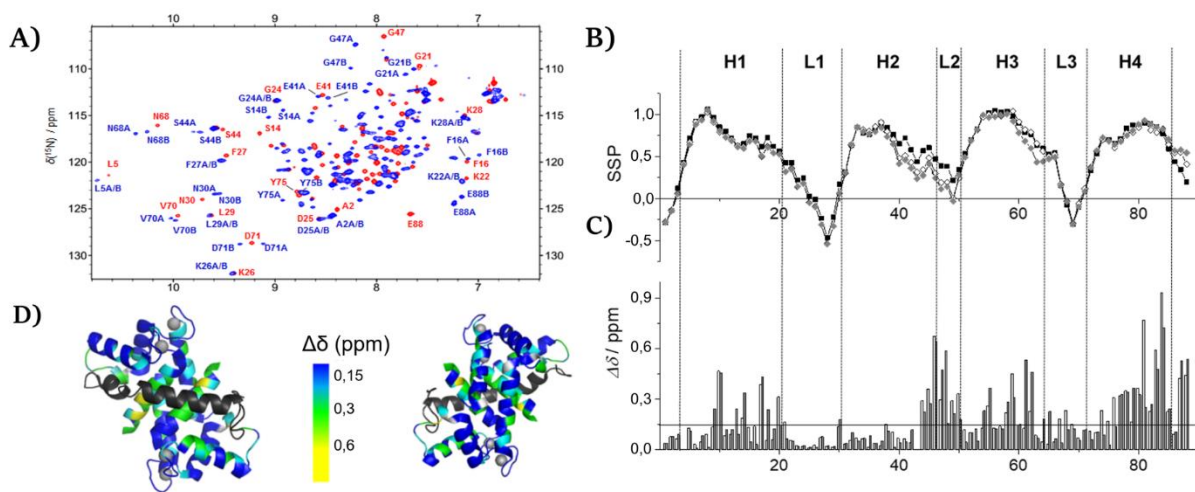 A)
10 9 8 7
110
115
120
125
130
δ(¹⁵N) / ppm
10 9 8 7
G47
G47A
G47B
G21
G21B
G21A
E41A
E41
E41B
G24
G24A/B
S14B
S14A
K28
K28A/B
N68
N68A
N68B
S44A
S44
S44B
S14
F16A
F16B
F27
F27A/B
F16
L5
L5A/B
K22
K22A/B
N30A
N30
N30B
Y75
Y75A
Y75B
E88B
E88A
E88
V70
V70A
V70B
L29
L29A/B
D25
D25A/B
A2
A2A/B
D71
D71B
D71A
K26A/B
K26
B)
H1 L1 H2 L2 H3 L3 H4
SSP
1,0
0,5
0,0
-0,5
20 40 60 80
C)
Δδ / ppm
0,9
0,6
0,3
0,0
20 40 60 80
D)
Δδ (ppm)
0,15
0,3
0,6